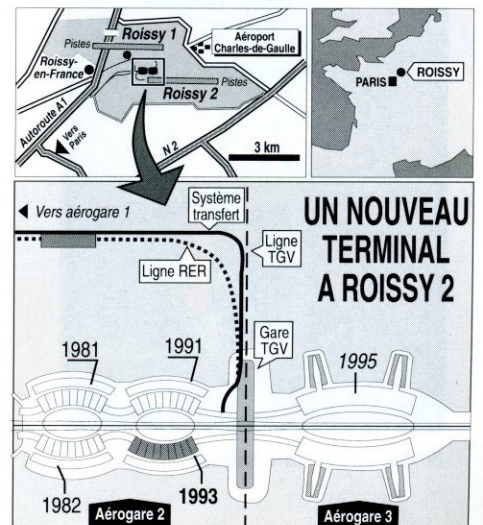 Roissy 1
Pistes
Aéroport
Charles-de-Gaulle
Roissy-
en-France
Pistes
Roissy 2
Autoroute A1
Vers
Paris
N 2
3 km
PARIS
ROISSY
Vers aérogare 1
Système
transfert
UN NOUVEAU
TERMINAL
A ROISSY 2
Ligne
TGV
Ligne RER
Gare
TGV
1981
1991
1995
1982
1993
Aérogare 2
Aérogare 3